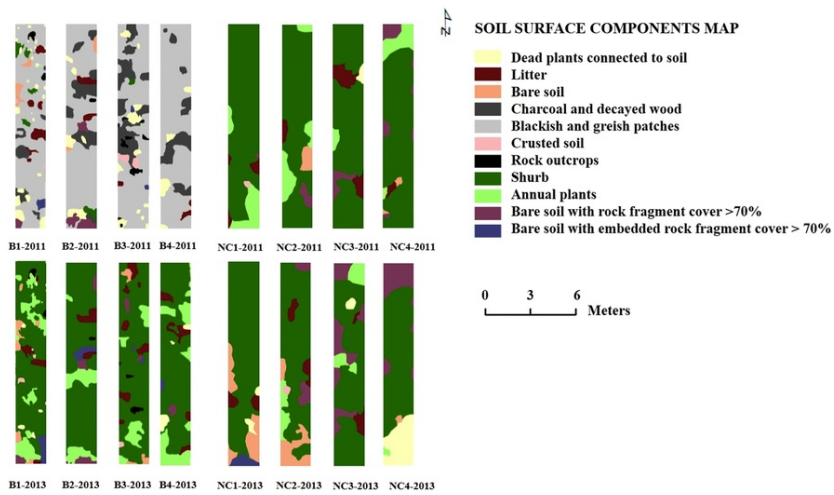 N
SOIL SURFACE COMPONENTS MAP
Dead plants connected to soil
Litter
Bare soil
Charcoal and decayed wood
Blackish and greish patches
Crusted soil
Rock outcrops
Shurb
Annual plants
Bare soil with rock fragment cover >70%
Bare soil with embedded rock fragment cover > 70%
B1-2011 B2-2011 B3-2011 B4-2011 NC1-2011 NC2-2011 NC3-2011 NC4-2011
0 3 6
Meters
B1-2013 B2-2013 B3-2013 B4-2013 NC1-2013 NC2-2013 NC3-2013 NC4-2013